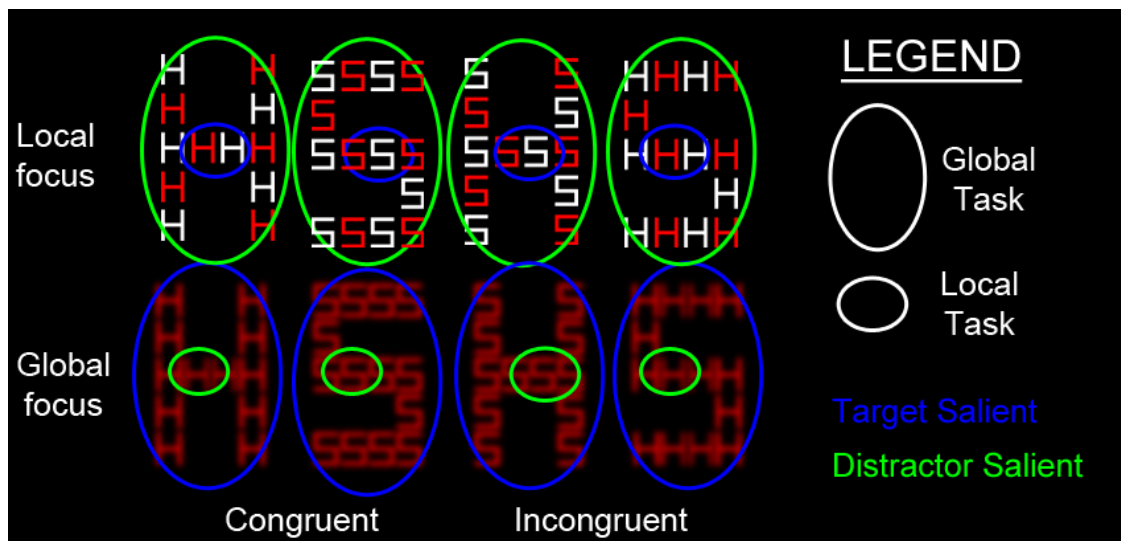 LEGEND
Local
focus
Global
Task
Local
Task
Global
focus
Target Salient
Distractor Salient
Congruent
Incongruent